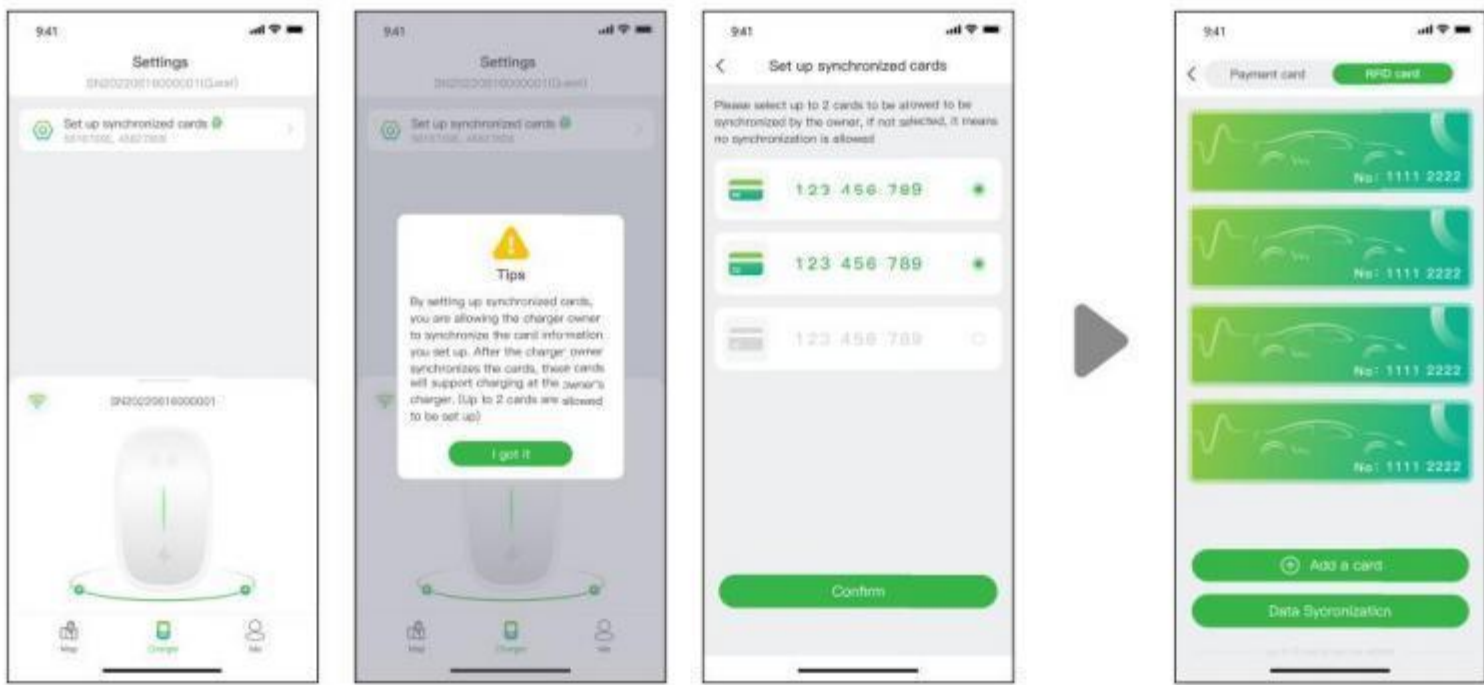 9:41
Settings
SN20220616000001(Guest)
Set up synchronized cards
SN20220616000001
Map
Charger
Me
9:41
Settings
SN20220616000001(Guest)
Set up synchronized cards
Tips
By setting up synchronized cards,
you are allowing the charger owner
to synchronize the card information
you set up. After the charger owner
synchronizes the cards, these cards
will support charging at the owner's
charger. (Up to 2 cards are allowed
to be set up)
I got it
Map
Charger
Me
9:41
Set up synchronized cards
Please select up to 2 cards to be allowed to be
synchronized by the owner, if not selected, it means
no synchronization is allowed
123 456 789
123 456 789
123 456 789
Confirm
9:41
Payment card
RFID card
No: 1111 2222
No: 1111 2222
No: 1111 2222
No: 1111 2222
Add a card
Data Sycronization